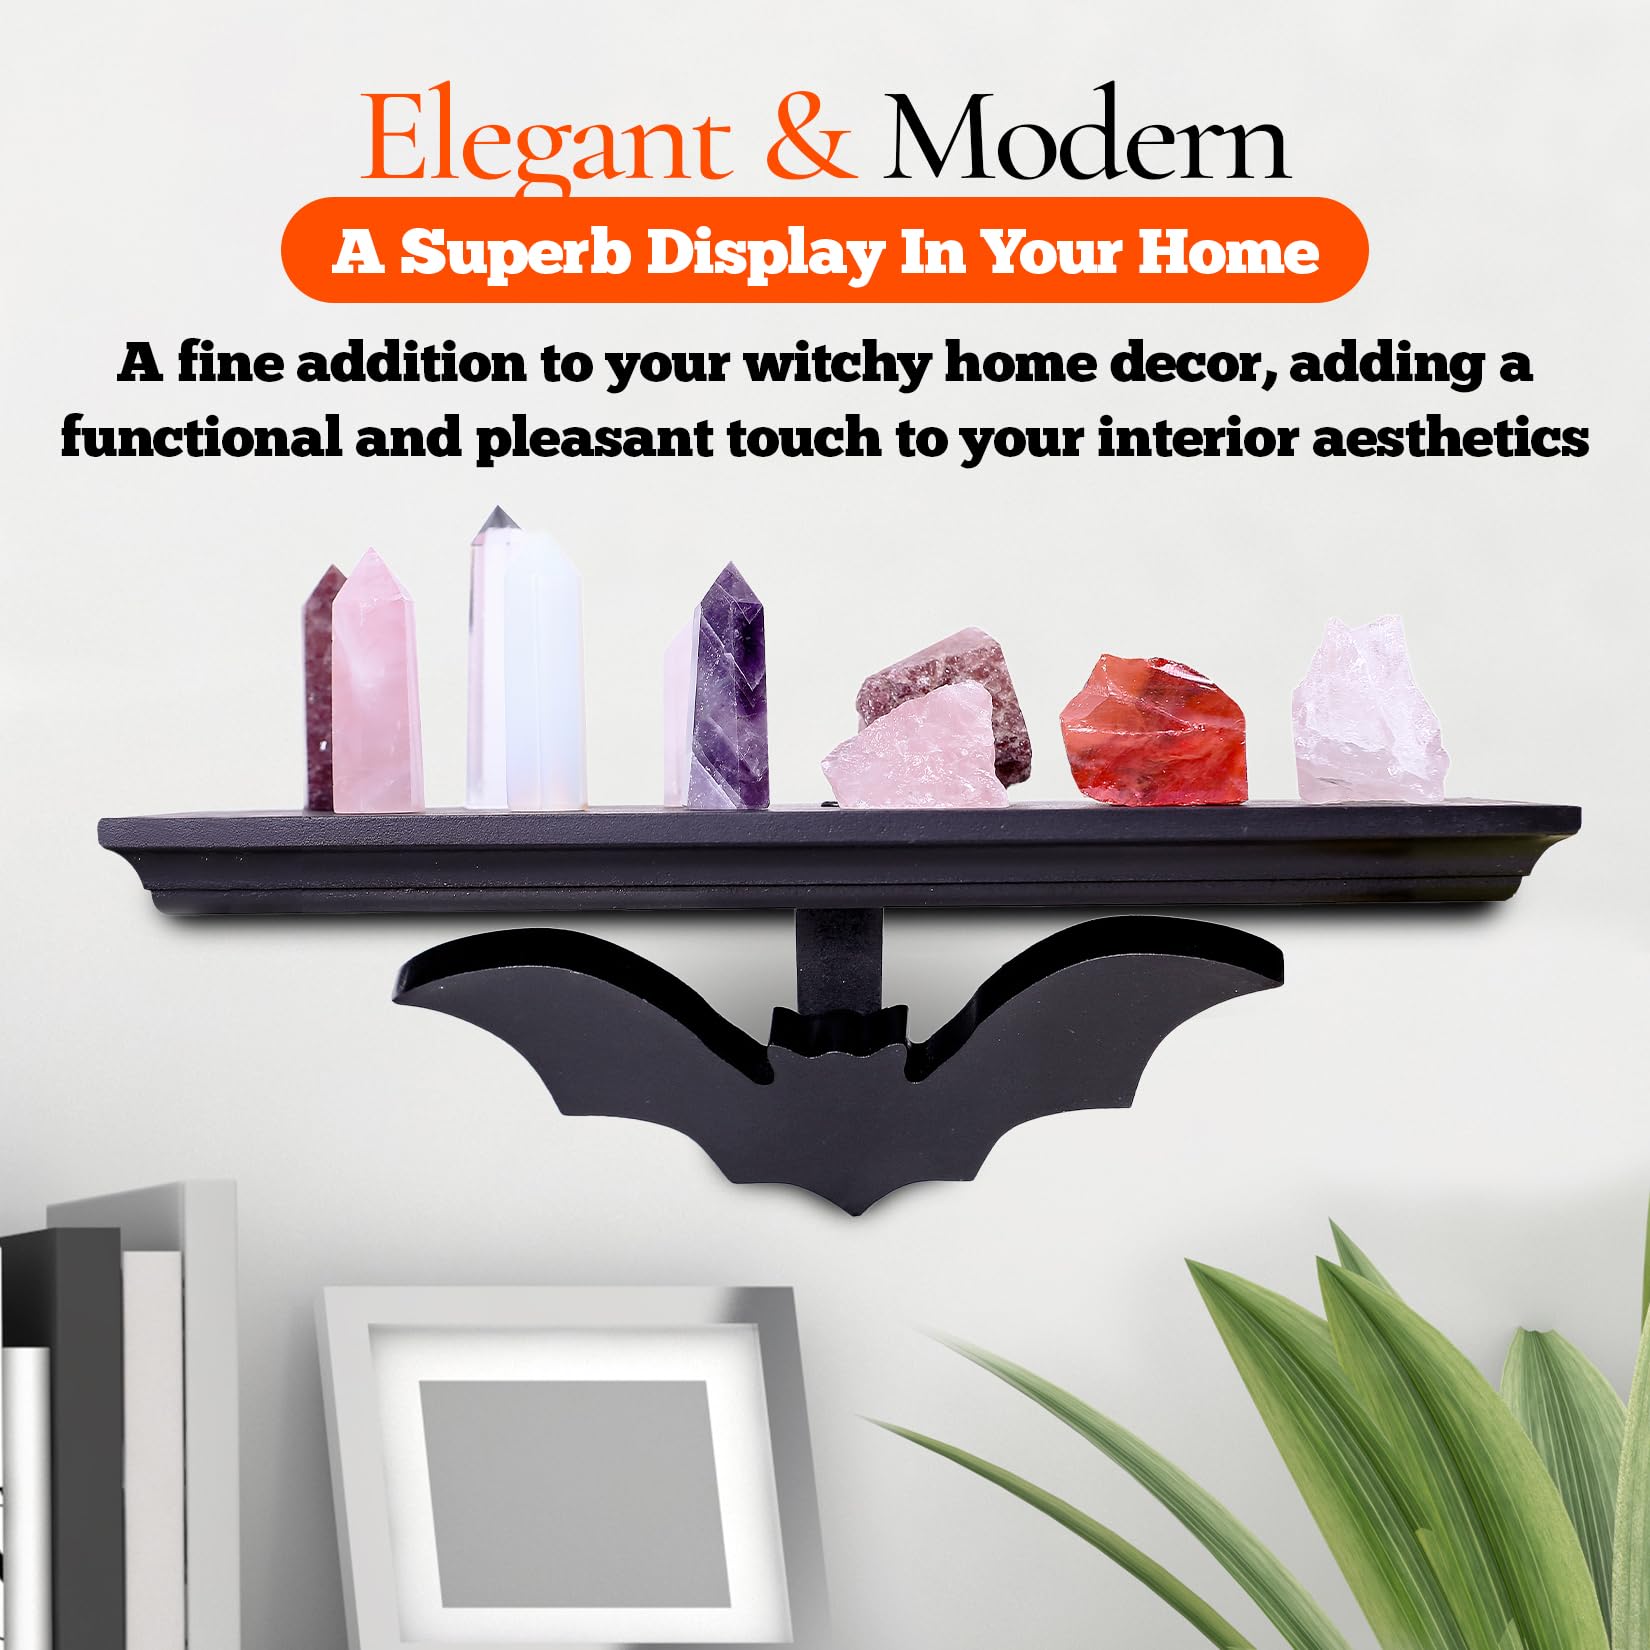 Elegant & Modern
A Superb Display In Your Home
A fine addition to your witchy home decor, adding a
functional and pleasant touch to your interior aesthetics